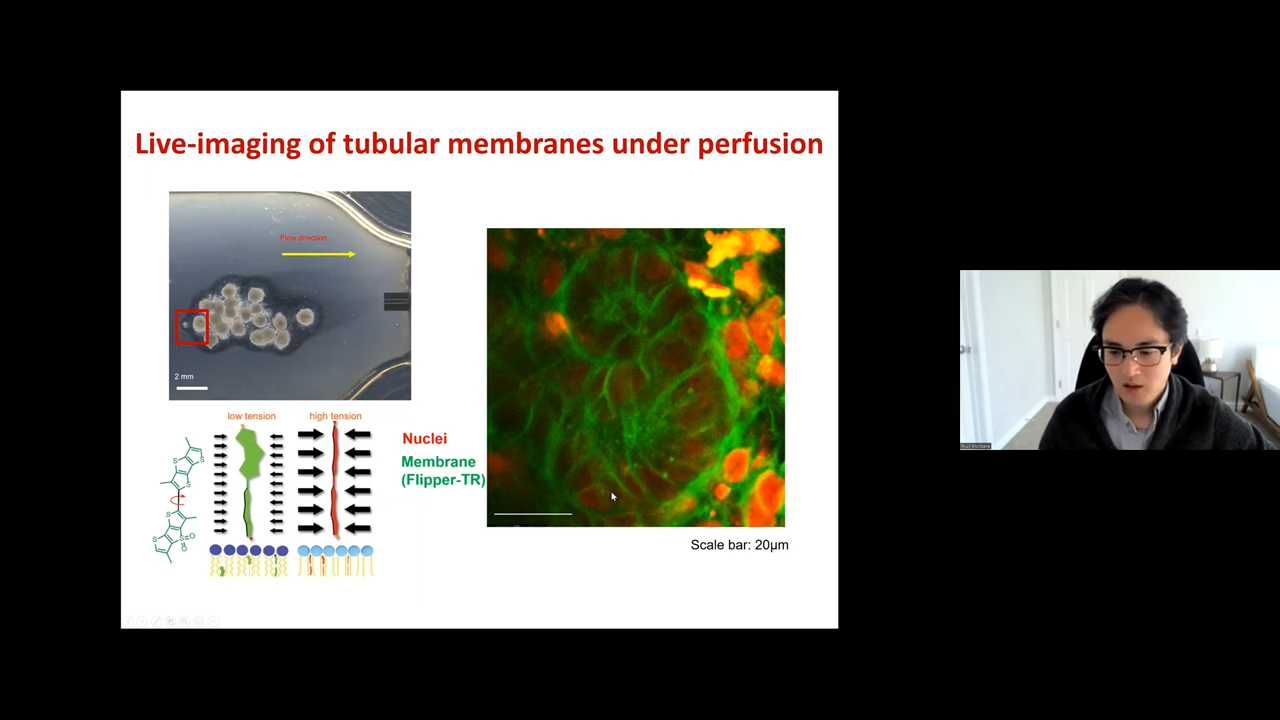 Live-imaging of tubular membranes under perfusion
Flow direction
2 mm
low tension
high tension
Nuclei
Membrane
(Flipper-TR)
Scale bar: 20µm